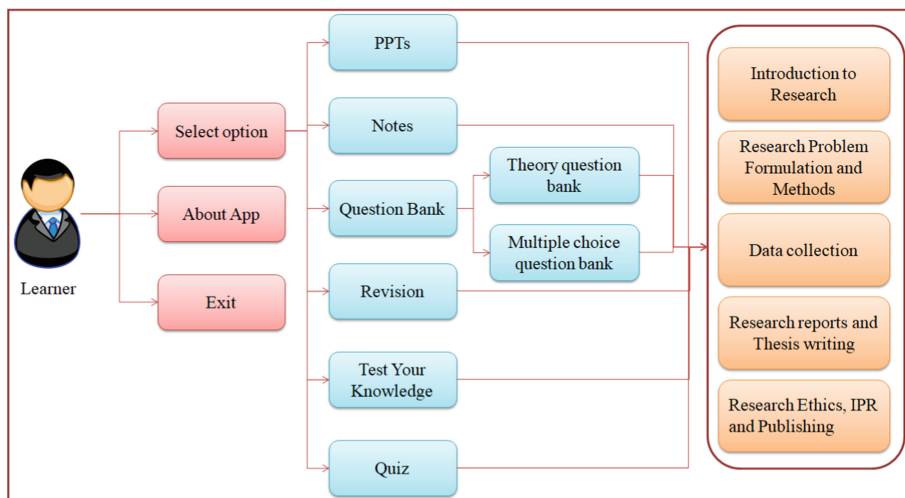 Learner
Select option
About App
Exit
PPTs
Notes
Question Bank
Theory question
bank
Multiple choice
question bank
Revision
Test Your
Knowledge
Quiz
Introduction to
Research
Research Problem
Formulation and
Methods
Data collection
Research reports and
Thesis writing
Research Ethics, IPR
and Publishing